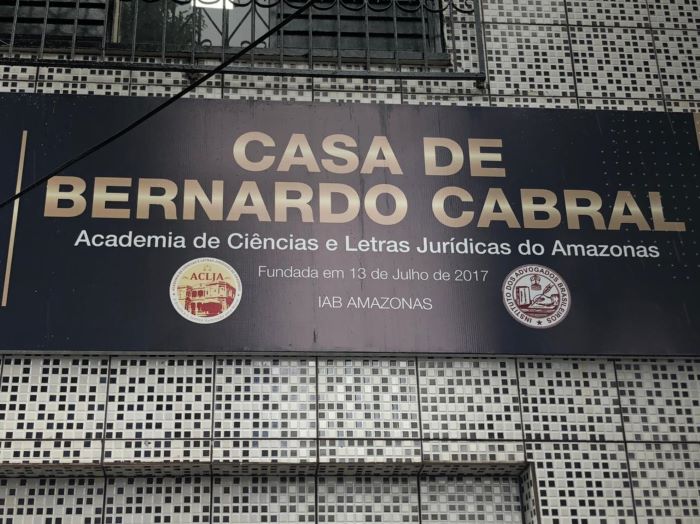 CASA DE
BERNARDO CABRAL
Academia de Ciências e Letras Jurídicas do Amazonas
Fundada em 13 de Julho de 2017
ACLJA
IAB AMAZONAS
INSTITUTO DOS ADVOGADOS BRASILEIROS